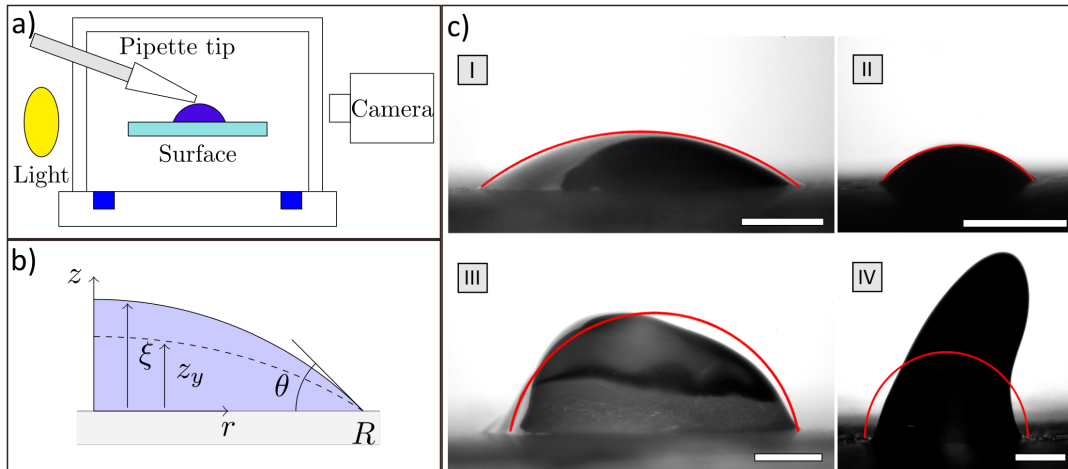 a)
Pipette tip
Light
Surface
Camera
b)
z
ξ
z_y
θ
r
R
c)
I
II
III
IV